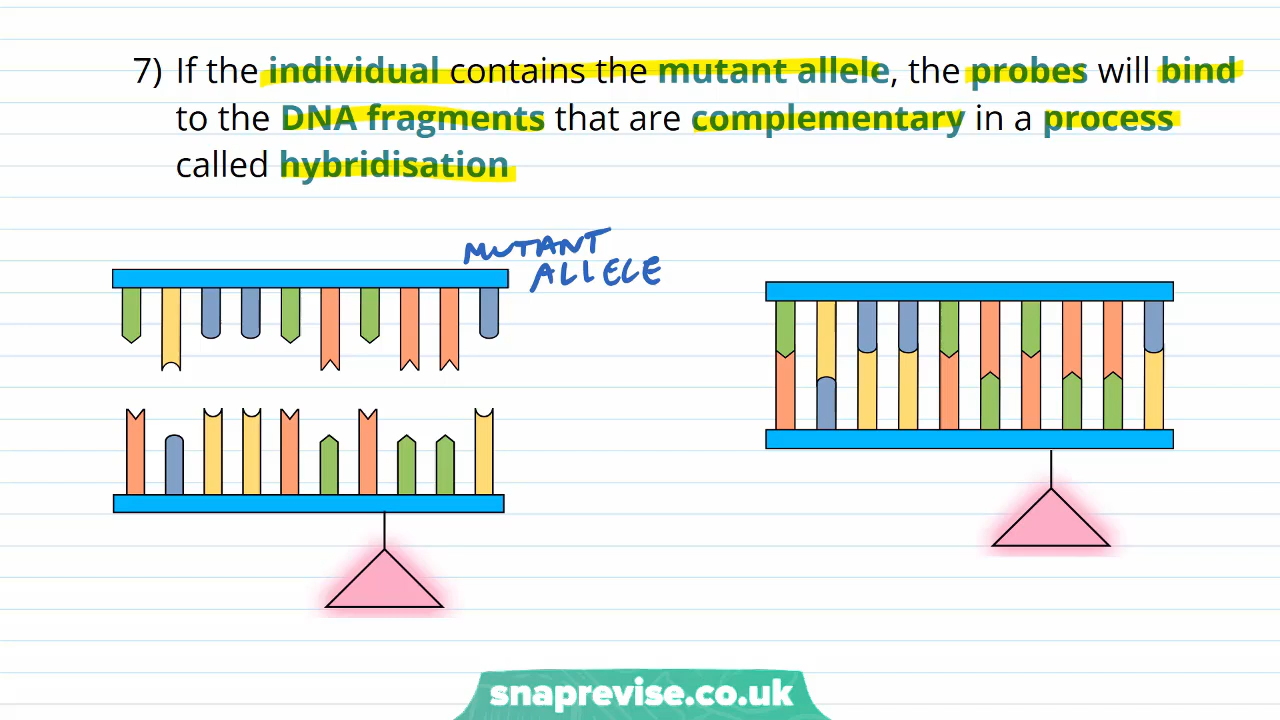 7) If the individual contains the mutant allele, the probes will bind
to the DNA fragments that are complementary in a process
called hybridisation
MUTANT
ALLELE
snaprevise.co.uk